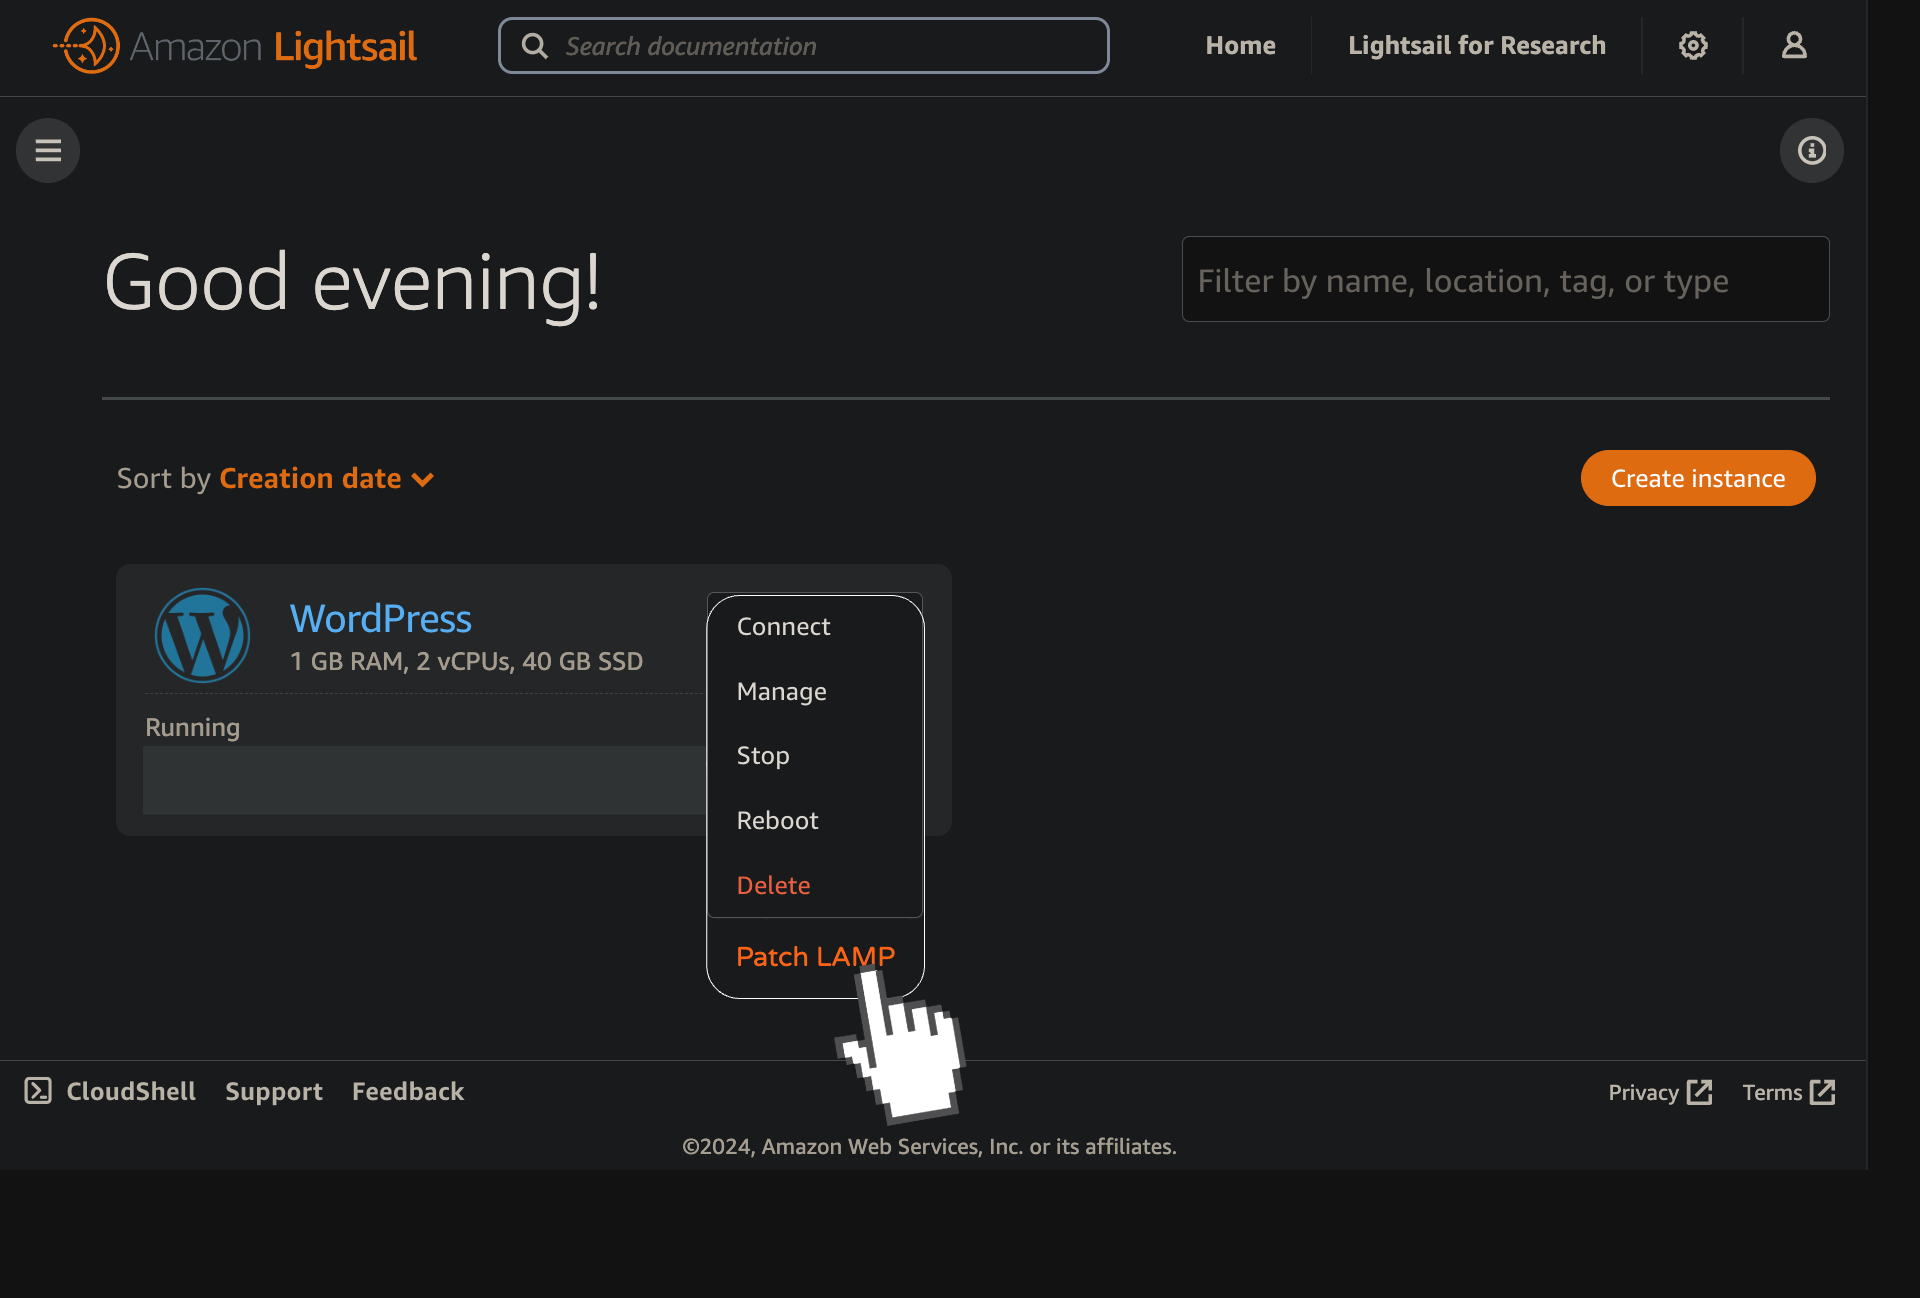 Amazon Lightsail
Search documentation
Home
Lightsail for Research
Good evening!
Filter by name, location, tag, or type
Sort by Creation date
Create instance
WordPress
1 GB RAM, 2 vCPUs, 40 GB SSD
Running
Connect
Manage
Stop
Reboot
Delete
Patch LAMP
CloudShell
Support
Feedback
Privacy
Terms
©2024, Amazon Web Services, Inc. or its affiliates.